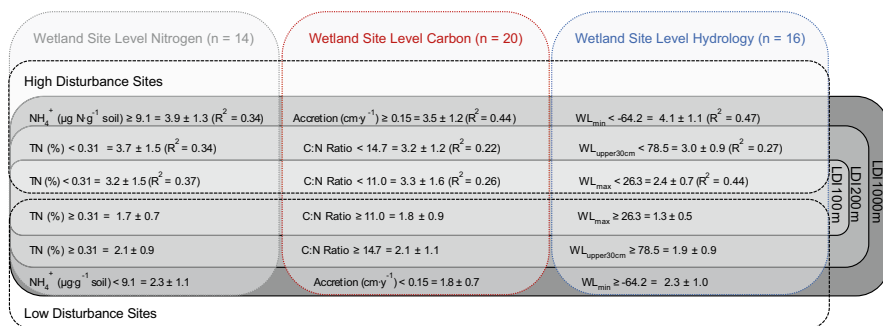 Wetland Site Level Nitrogen (n = 14) Wetland Site Level Carbon (n = 20) Wetland Site Level Hydrology (n = 16)
High Disturbance Sites
NH₄⁺ (µg N·g⁻¹ soil) ≥ 9.1 = 3.9 ± 1.3 (R² = 0.34) Accretion (cm·y⁻¹) ≥ 0.15 = 3.5 ± 1.2 (R² = 0.44) WLmin < -64.2 = 4.1 ± 1.1 (R² = 0.47)
TN (%) < 0.31 = 3.7 ± 1.5 (R² = 0.34) C:N Ratio < 14.7 = 3.2 ± 1.2 (R² = 0.22) WLupper30cm < 78.5 = 3.0 ± 0.9 (R² = 0.27)
TN (%) < 0.31 = 3.2 ± 1.5 (R² = 0.37) C:N Ratio < 11.0 = 3.3 ± 1.6 (R² = 0.26) WLmax < 26.3 = 2.4 ± 0.7 (R² = 0.44)
TN (%) ≥ 0.31 = 1.7 ± 0.7 C:N Ratio ≥ 11.0 = 1.8 ± 0.9 WLmax ≥ 26.3 = 1.3 ± 0.5
TN (%) ≥ 0.31 = 2.1 ± 0.9 C:N Ratio ≥ 14.7 = 2.1 ± 1.1 WLupper30cm ≥ 78.5 = 1.9 ± 0.9
NH₄⁺ (µg·g⁻¹ soil) < 9.1 = 2.3 ± 1.1 Accretion (cm·y⁻¹) < 0.15 = 1.8 ± 0.7 WLmin ≥ -64.2 = 2.3 ± 1.0
Low Disturbance Sites
LDI 100m
LDI 200m
LDI 1000m